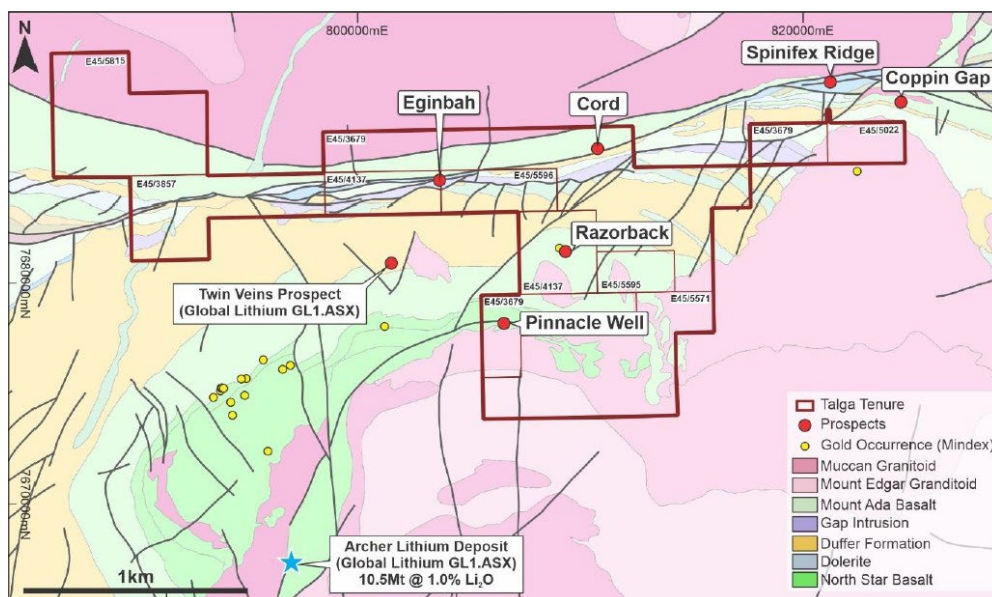 N
800000mE
820000mE
E45/5815
Spinifex Ridge
Coppin Gap
Eginbah
Cord
E45/3679
E45/3679
E45/5022
E45/3857
E45/4137
E45/5596
Razorback
7680000mN
Twin Veins Prospect
(Global Lithium GL1.ASX)
E45/4137
E45/5595
E45/5571
E45/3679
Pinnacle Well
7670000mN
Archer Lithium Deposit
(Global Lithium GL1.ASX)
10.5Mt @ 1.0% Li₂O
1km
Talga Tenure
Prospects
Gold Occurrence (Mindex)
Muccan Granitoid
Mount Edgar Granditoid
Mount Ada Basalt
Gap Intrusion
Duffer Formation
Dolerite
North Star Basalt